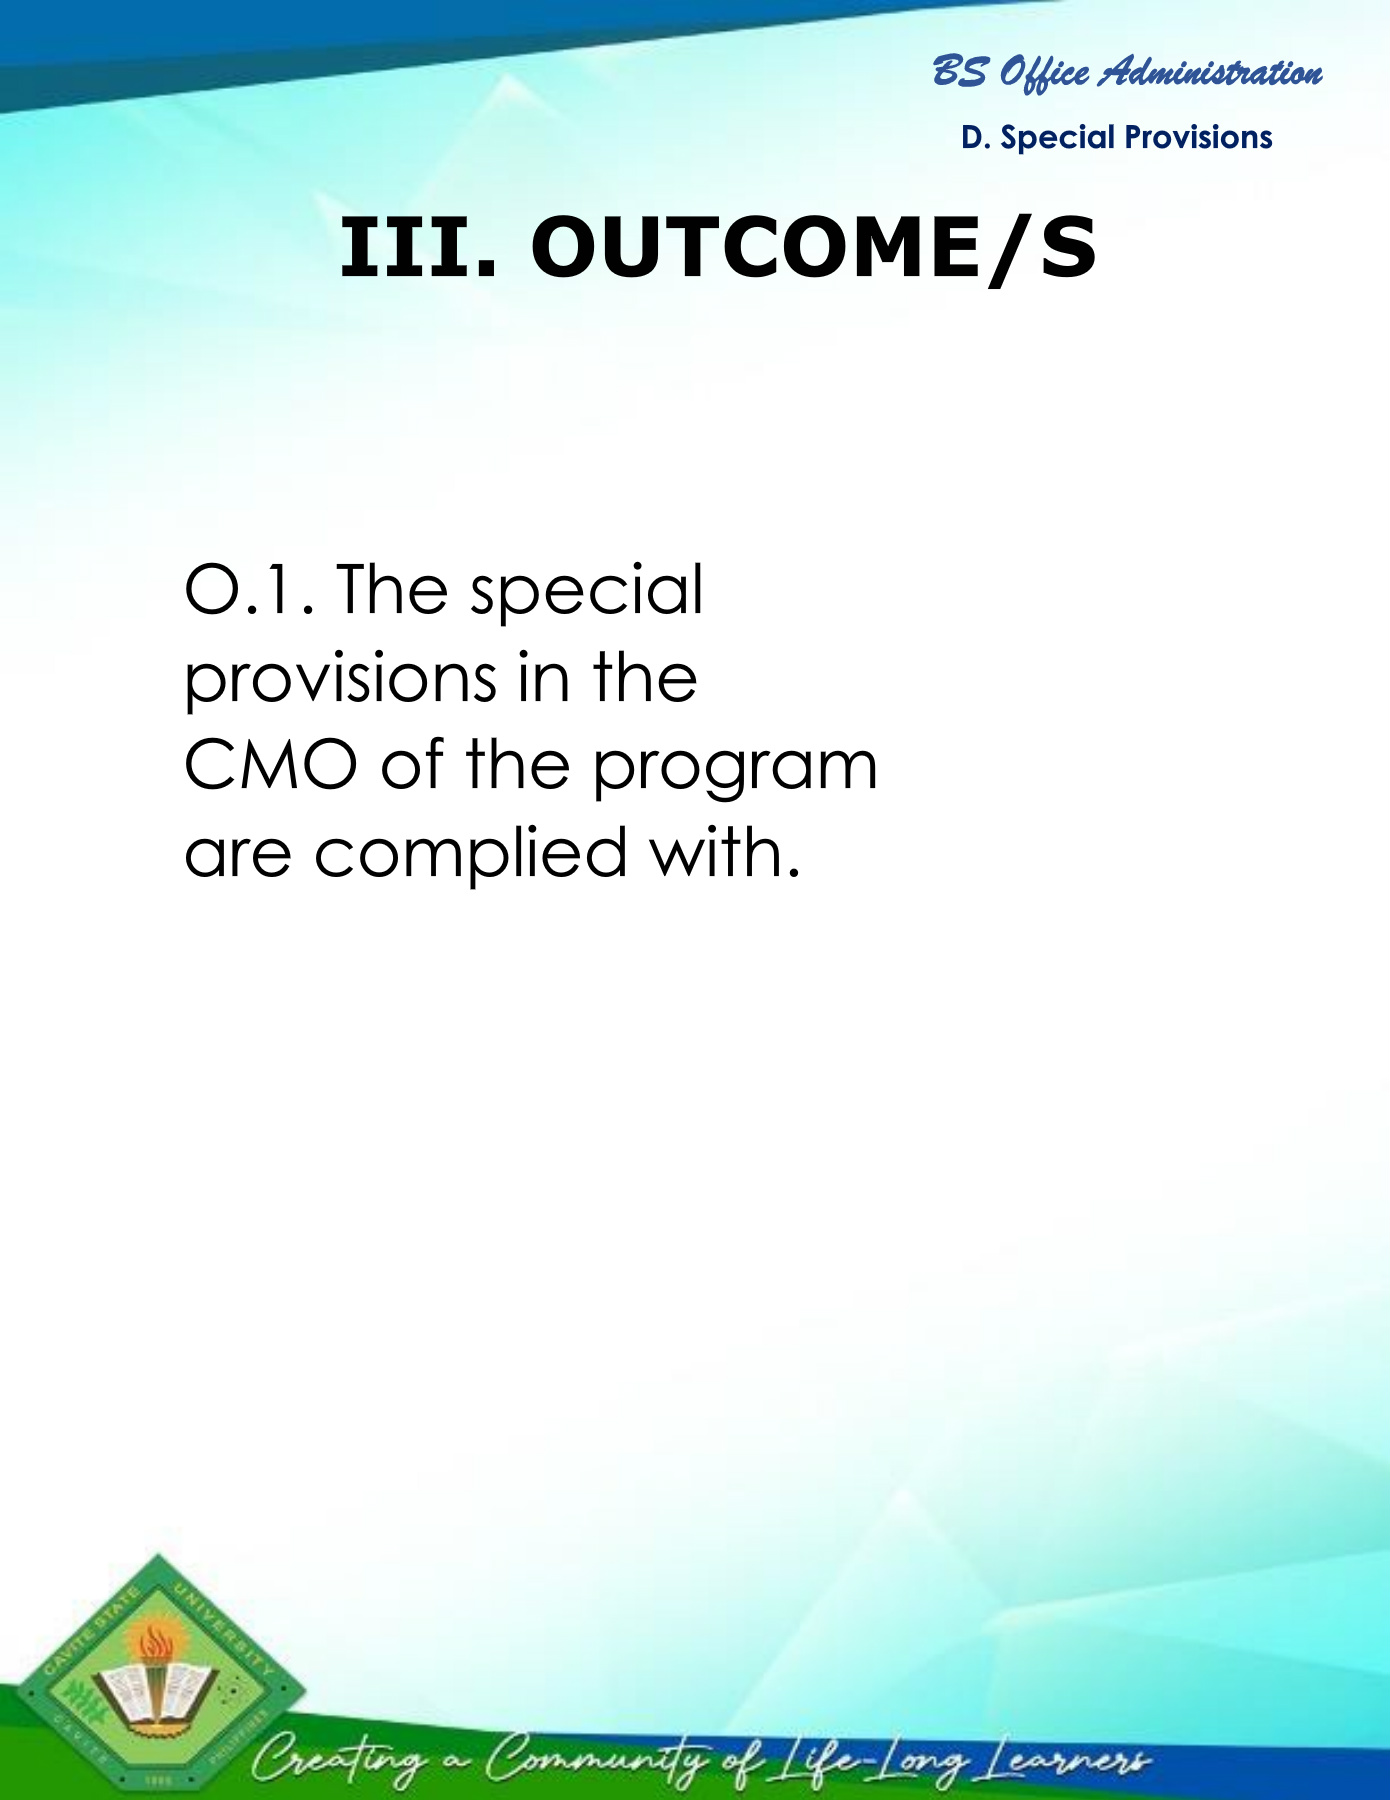 BS Office Administration
D. Special Provisions
III. OUTCOME/S
O.1. The special
provisions in the
CMO of the program
are complied with.
CAVITE STATE UNIVERSITY
CAVITE
PHILIPPINES
1906
Creating a Community of Life-Long Learners